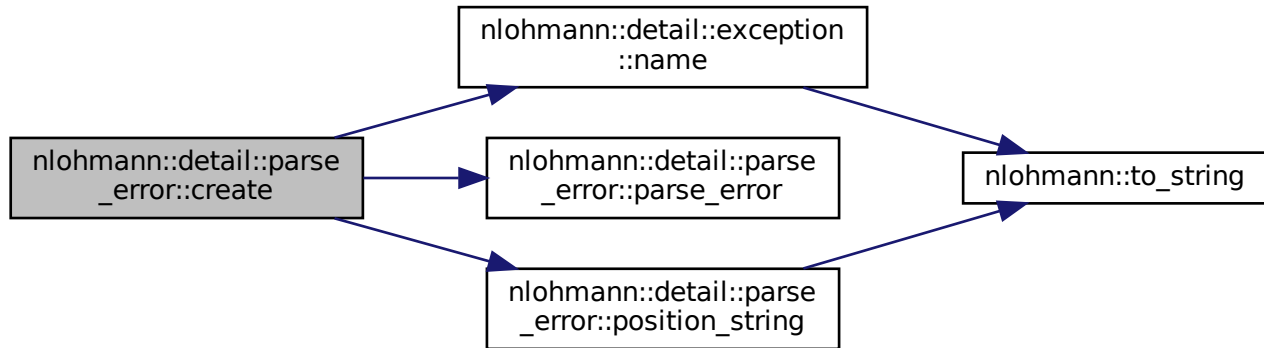 nlohmann::detail::exception
::name
nlohmann::detail::parse
_error::create
nlohmann::detail::parse
_error::parse_error
nlohmann::to_string
nlohmann::detail::parse
_error::position_string